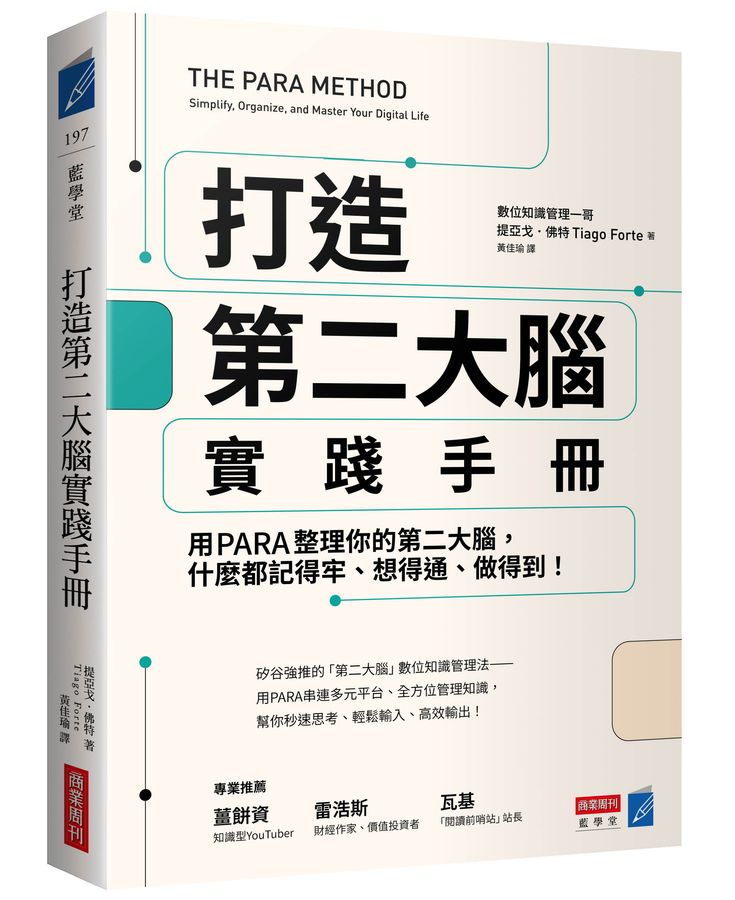 197
藍學堂
打造第二大腦實踐手冊
提亞戈．佛特 著
Tiago Forte
黃佳瑜 譯
商業周刊
THE PARA METHOD
Simplify, Organize, and Master Your Digital Life
打造
數位知識管理一哥
提亞戈．佛特 Tiago Forte 著
黃佳瑜 譯
第二大腦
實踐手冊
用PARA整理你的第二大腦，
什麼都記得牢、想得通、做得到！
矽谷強推的「第二大腦」數位知識管理法——
用PARA串連多元平台、全方位管理知識，
幫你秒速思考、輕鬆輸入、高效輸出！
專業推薦
薑餅資
知識型YouTuber
雷浩斯
財經作家、價值投資者
瓦基
「閱讀前哨站」站長
商業周刊
藍學堂